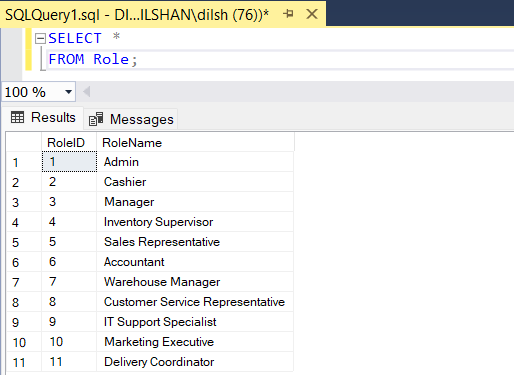 SQLQuery1.sql - DI...ILSHAN\dilsh (76))*
SELECT *
FROM Role;
100 %
Results Messages
RoleID RoleName
1 1 Admin
2 2 Cashier
3 3 Manager
4 4 Inventory Supervisor
5 5 Sales Representative
6 6 Accountant
7 7 Warehouse Manager
8 8 Customer Service Representative
9 9 IT Support Specialist
10 10 Marketing Executive
11 11 Delivery Coordinator